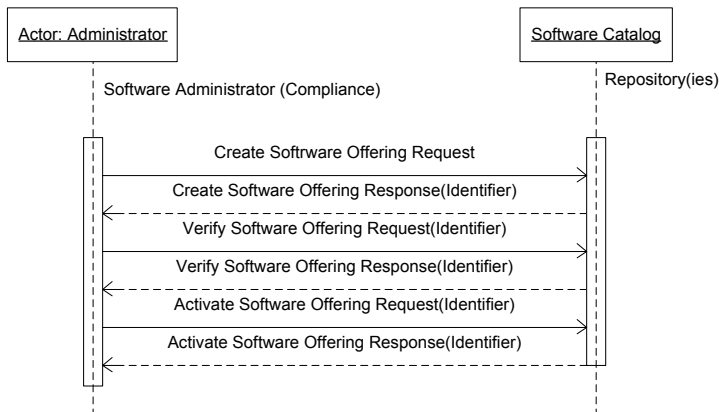 Actor: Administrator
Software Catalog
Software Administrator (Compliance)
Repository(ies)
Create Softrware Offering Request
Create Software Offering Response(Identifier)
Verify Software Offering Request(Identifier)
Verify Software Offering Response(Identifier)
Activate Software Offering Request(Identifier)
Activate Software Offering Response(Identifier)